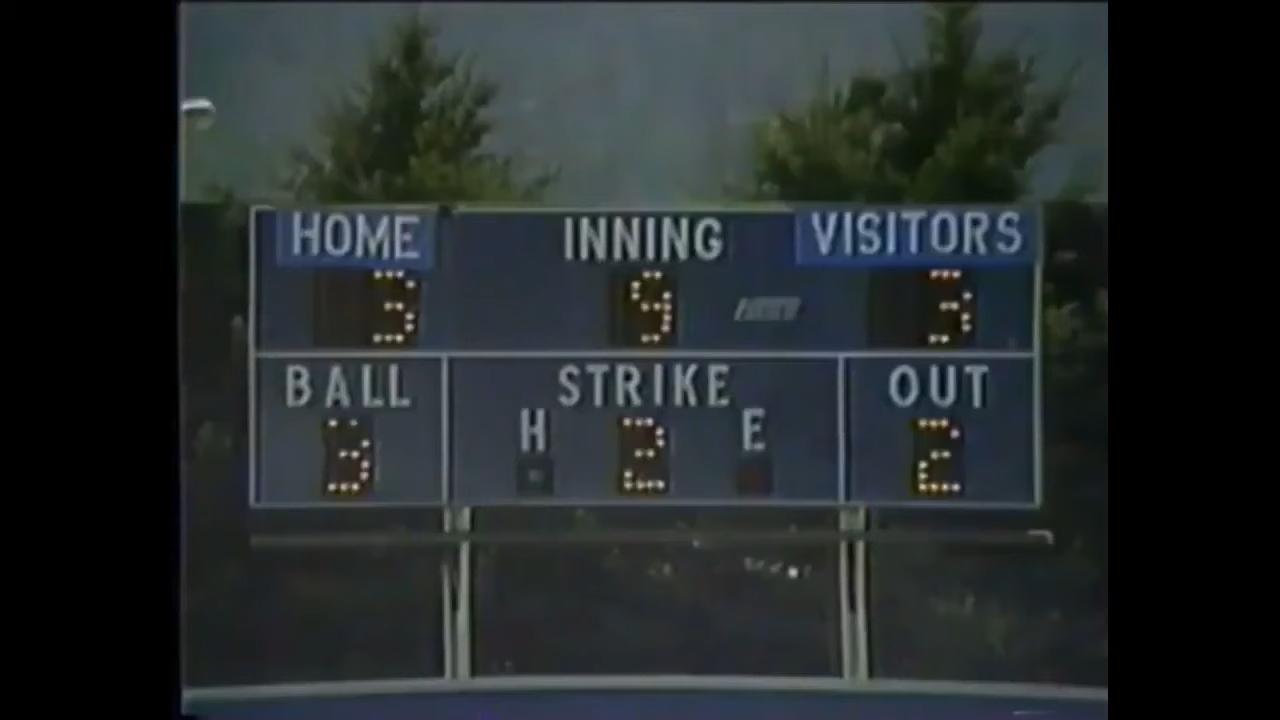 HOME INNING VISITORS
3 9 3
BALL STRIKE OUT
H E
3 2 2